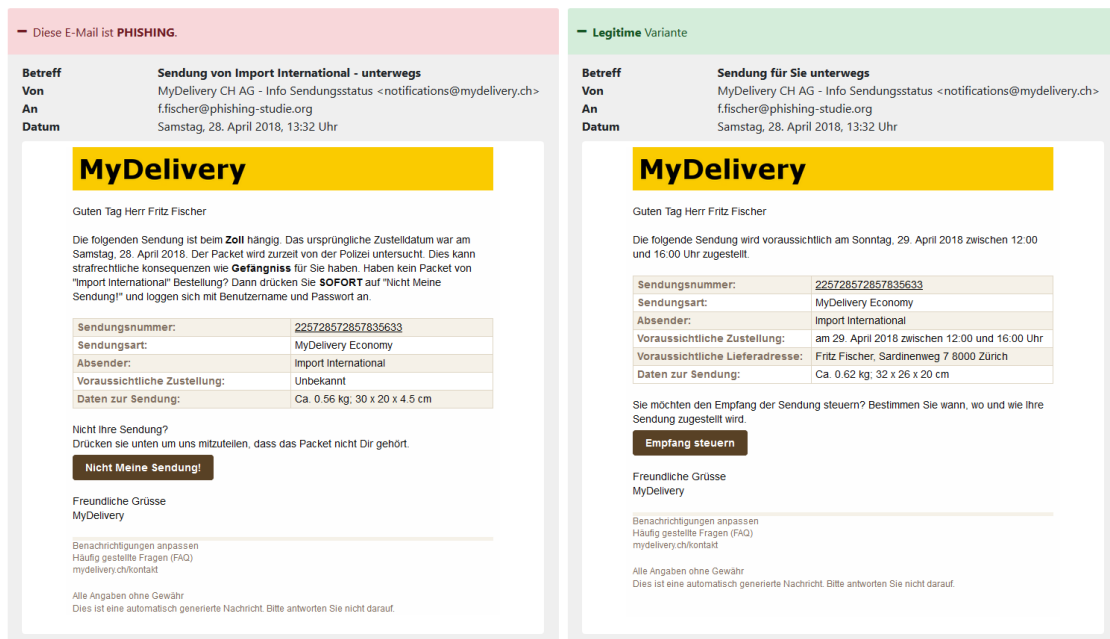 − Diese E-Mail ist PHISHING.
Betreff Sendung von Import International - unterwegs
Von MyDelivery CH AG - Info Sendungsstatus <notifications@mydelivery.ch>
An f.fischer@phishing-studie.org
Datum Samstag, 28. April 2018, 13:32 Uhr
MyDelivery
Guten Tag Herr Fritz Fischer
Die folgenden Sendung ist beim Zoll hängig. Das ursprüngliche Zustelldatum war am
Samstag, 28. April 2018. Der Packet wird zurzeit von der Polizei untersucht. Dies kann
strafrechtliche konsequenzen wie Gefängniss für Sie haben. Haben kein Packet von
"Import International" Bestellung? Dann drücken Sie SOFORT auf "Nicht Meine
Sendung!" und loggen sich mit Benutzername und Passwort an.
Sendungsnummer: 225728572857835633
Sendungsart: MyDelivery Economy
Absender: Import International
Voraussichtliche Zustellung: Unbekannt
Daten zur Sendung: Ca. 0.56 kg; 30 x 20 x 4.5 cm
Nicht Ihre Sendung?
Drücken sie unten um uns mitzuteilen, dass das Packet nicht Dir gehört.
Nicht Meine Sendung!
Freundliche Grüsse
MyDelivery
Benachrichtigungen anpassen
Häufig gestellte Fragen (FAQ)
mydelivery.ch/kontakt
Alle Angaben ohne Gewähr
Dies ist eine automatisch generierte Nachricht. Bitte antworten Sie nicht darauf.
− Legitime Variante
Betreff Sendung für Sie unterwegs
Von MyDelivery CH AG - Info Sendungsstatus <notifications@mydelivery.ch>
An f.fischer@phishing-studie.org
Datum Samstag, 28. April 2018, 13:32 Uhr
MyDelivery
Guten Tag Herr Fritz Fischer
Die folgende Sendung wird voraussichtlich am Sonntag, 29. April 2018 zwischen 12:00
und 16:00 Uhr zugestellt.
Sendungsnummer: 225728572857835633
Sendungsart: MyDelivery Economy
Absender: Import International
Voraussichtliche Zustellung: am 29. April 2018 zwischen 12:00 und 16:00 Uhr
Voraussichtliche Lieferadresse: Fritz Fischer, Sardinenweg 7 8000 Zürich
Daten zur Sendung: Ca. 0.62 kg; 32 x 26 x 20 cm
Sie möchten den Empfang der Sendung steuern? Bestimmen Sie wann, wo und wie Ihre
Sendung zugestellt wird.
Empfang steuern
Freundliche Grüsse
MyDelivery
Benachrichtigungen anpassen
Häufig gestellte Fragen (FAQ)
mydelivery.ch/kontakt
Alle Angaben ohne Gewähr
Dies ist eine automatisch generierte Nachricht. Bitte antworten Sie nicht darauf.